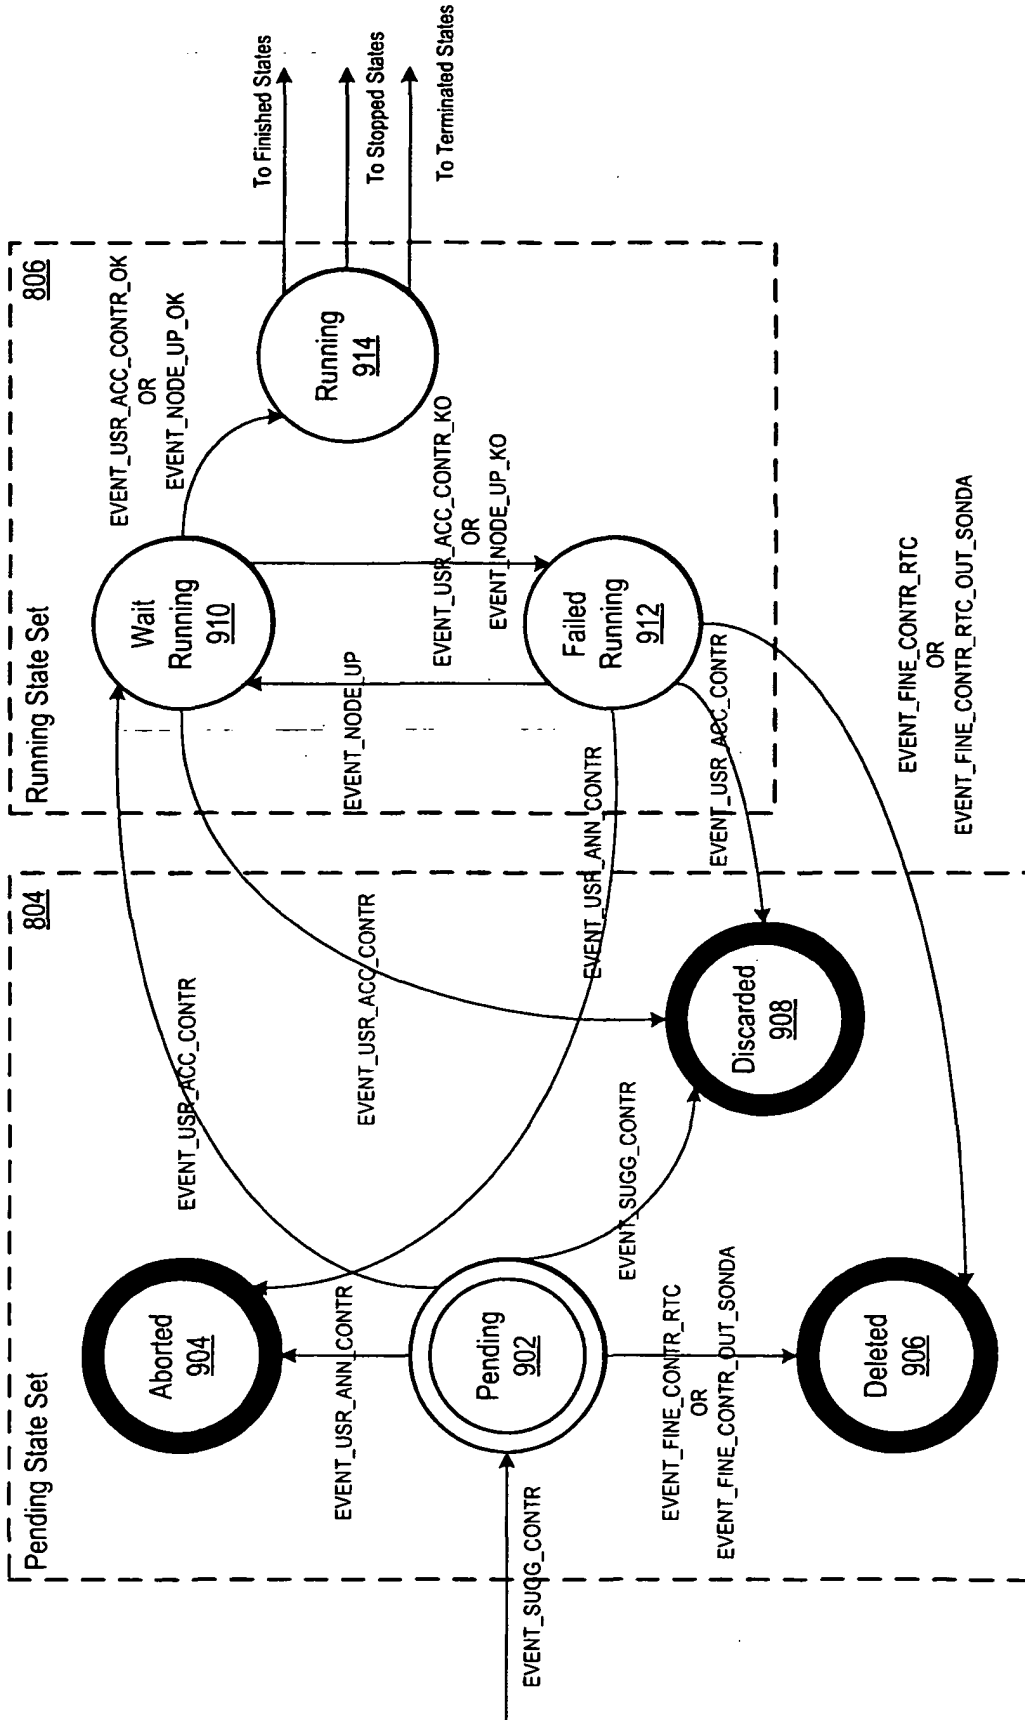 Pending State Set
804
EVENT_SUGG_CONTR
Aborted
904
EVENT_USR_ANN_CONTR
Pending
902
EVENT_FINE_CONTR_RTC
OR
EVENT_FINE_CONTR_OUT_SONDA
Deleted
906
EVENT_SUGG_CONTR
Discarded
908
EVENT_USR_ACC_CONTR
EVENT_USR_ACC_CONTR
EVENT_USR_ANN_CONTR
EVENT_USR_ACC_CONTR
EVENT_FINE_CONTR_RTC
OR
EVENT_FINE_CONTR_RTC_OUT_SONDA
Running State Set
806
Wait
Running
910
EVENT_NODE_UP
Failed
Running
912
EVENT_USR_ACC_CONTR_KO
OR
EVENT_NODE_UP_KO
EVENT_USR_ACC_CONTR_OK
OR
EVENT_NODE_UP_OK
Running
914
To Finished States
To Stopped States
To Terminated States